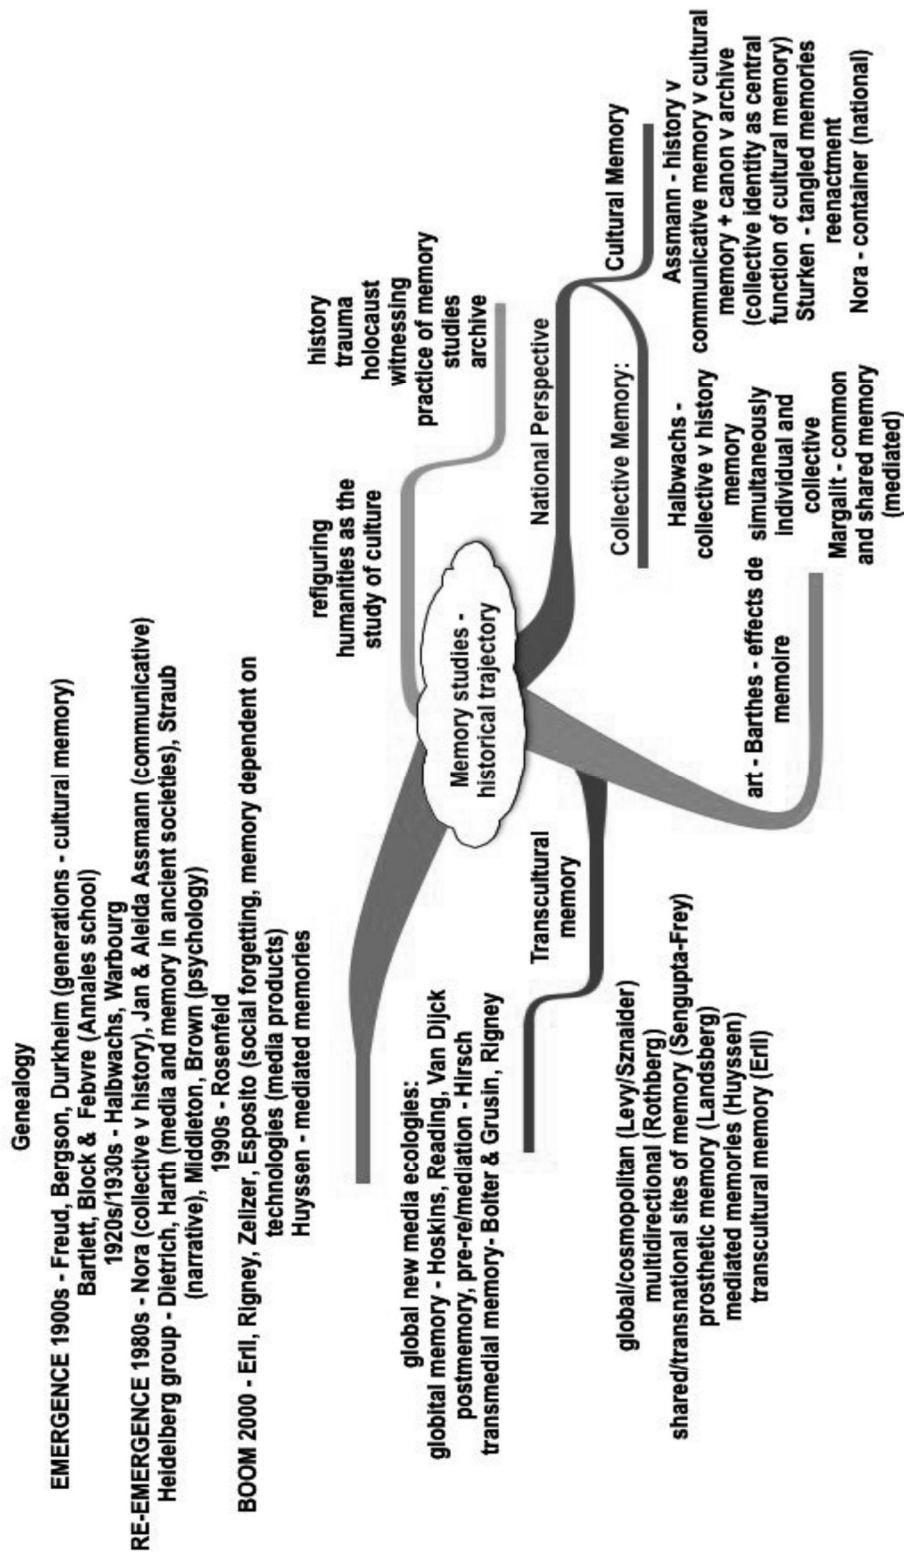 Genealogy
EMERGENCE 1900s - Freud, Bergson, Durkheim (generations - cultural memory)
Bartlett, Block & Febvre (Annales school)
1920s/1930s - Halbwachs, Warbourg
RE-EMERGENCE 1980s - Nora (collective v history), Jan & Aleida Assmann (communicative)
Heidelberg group - Dietrich, Harth (media and memory in ancient societies), Straub
(narrative), Middleton, Brown (psychology)
1990s - Rosenfeld
BOOM 2000 - Erll, Rigney, Zelizer, Esposito (social forgetting, memory dependent on
technologies (media products)
Huyssen - mediated memories
refiguring
humanities as the
study of culture
history
trauma
holocaust
witnessing
practice of memory
studies
archive
Memory studies -
historical trajectory
global new media ecologies:
globital memory - Hoskins, Reading, Van Dijck
postmemory, pre-re/mediation - Hirsch
transmedial memory- Bolter & Grusin, Rigney
Transcultural
memory
global/cosmopolitan (Levy/Sznaider)
multidirectional (Rothberg)
shared/transnational sites of memory (Sengupta-Frey)
prosthetic memory (Landsberg)
mediated memories (Huyssen)
transcultural memory (Erll)
art - Barthes - effects de
memoire
National Perspective
Collective Memory:
Halbwachs -
collective v history
memory
simultaneously
individual and
collective
Margalit - common
and shared memory
(mediated)
Cultural Memory
Assmann - history v
communicative memory v cultural
memory + canon v archive
(collective identity as central
function of cultural memory)
Sturken - tangled memories
reenactment
Nora - container (national)